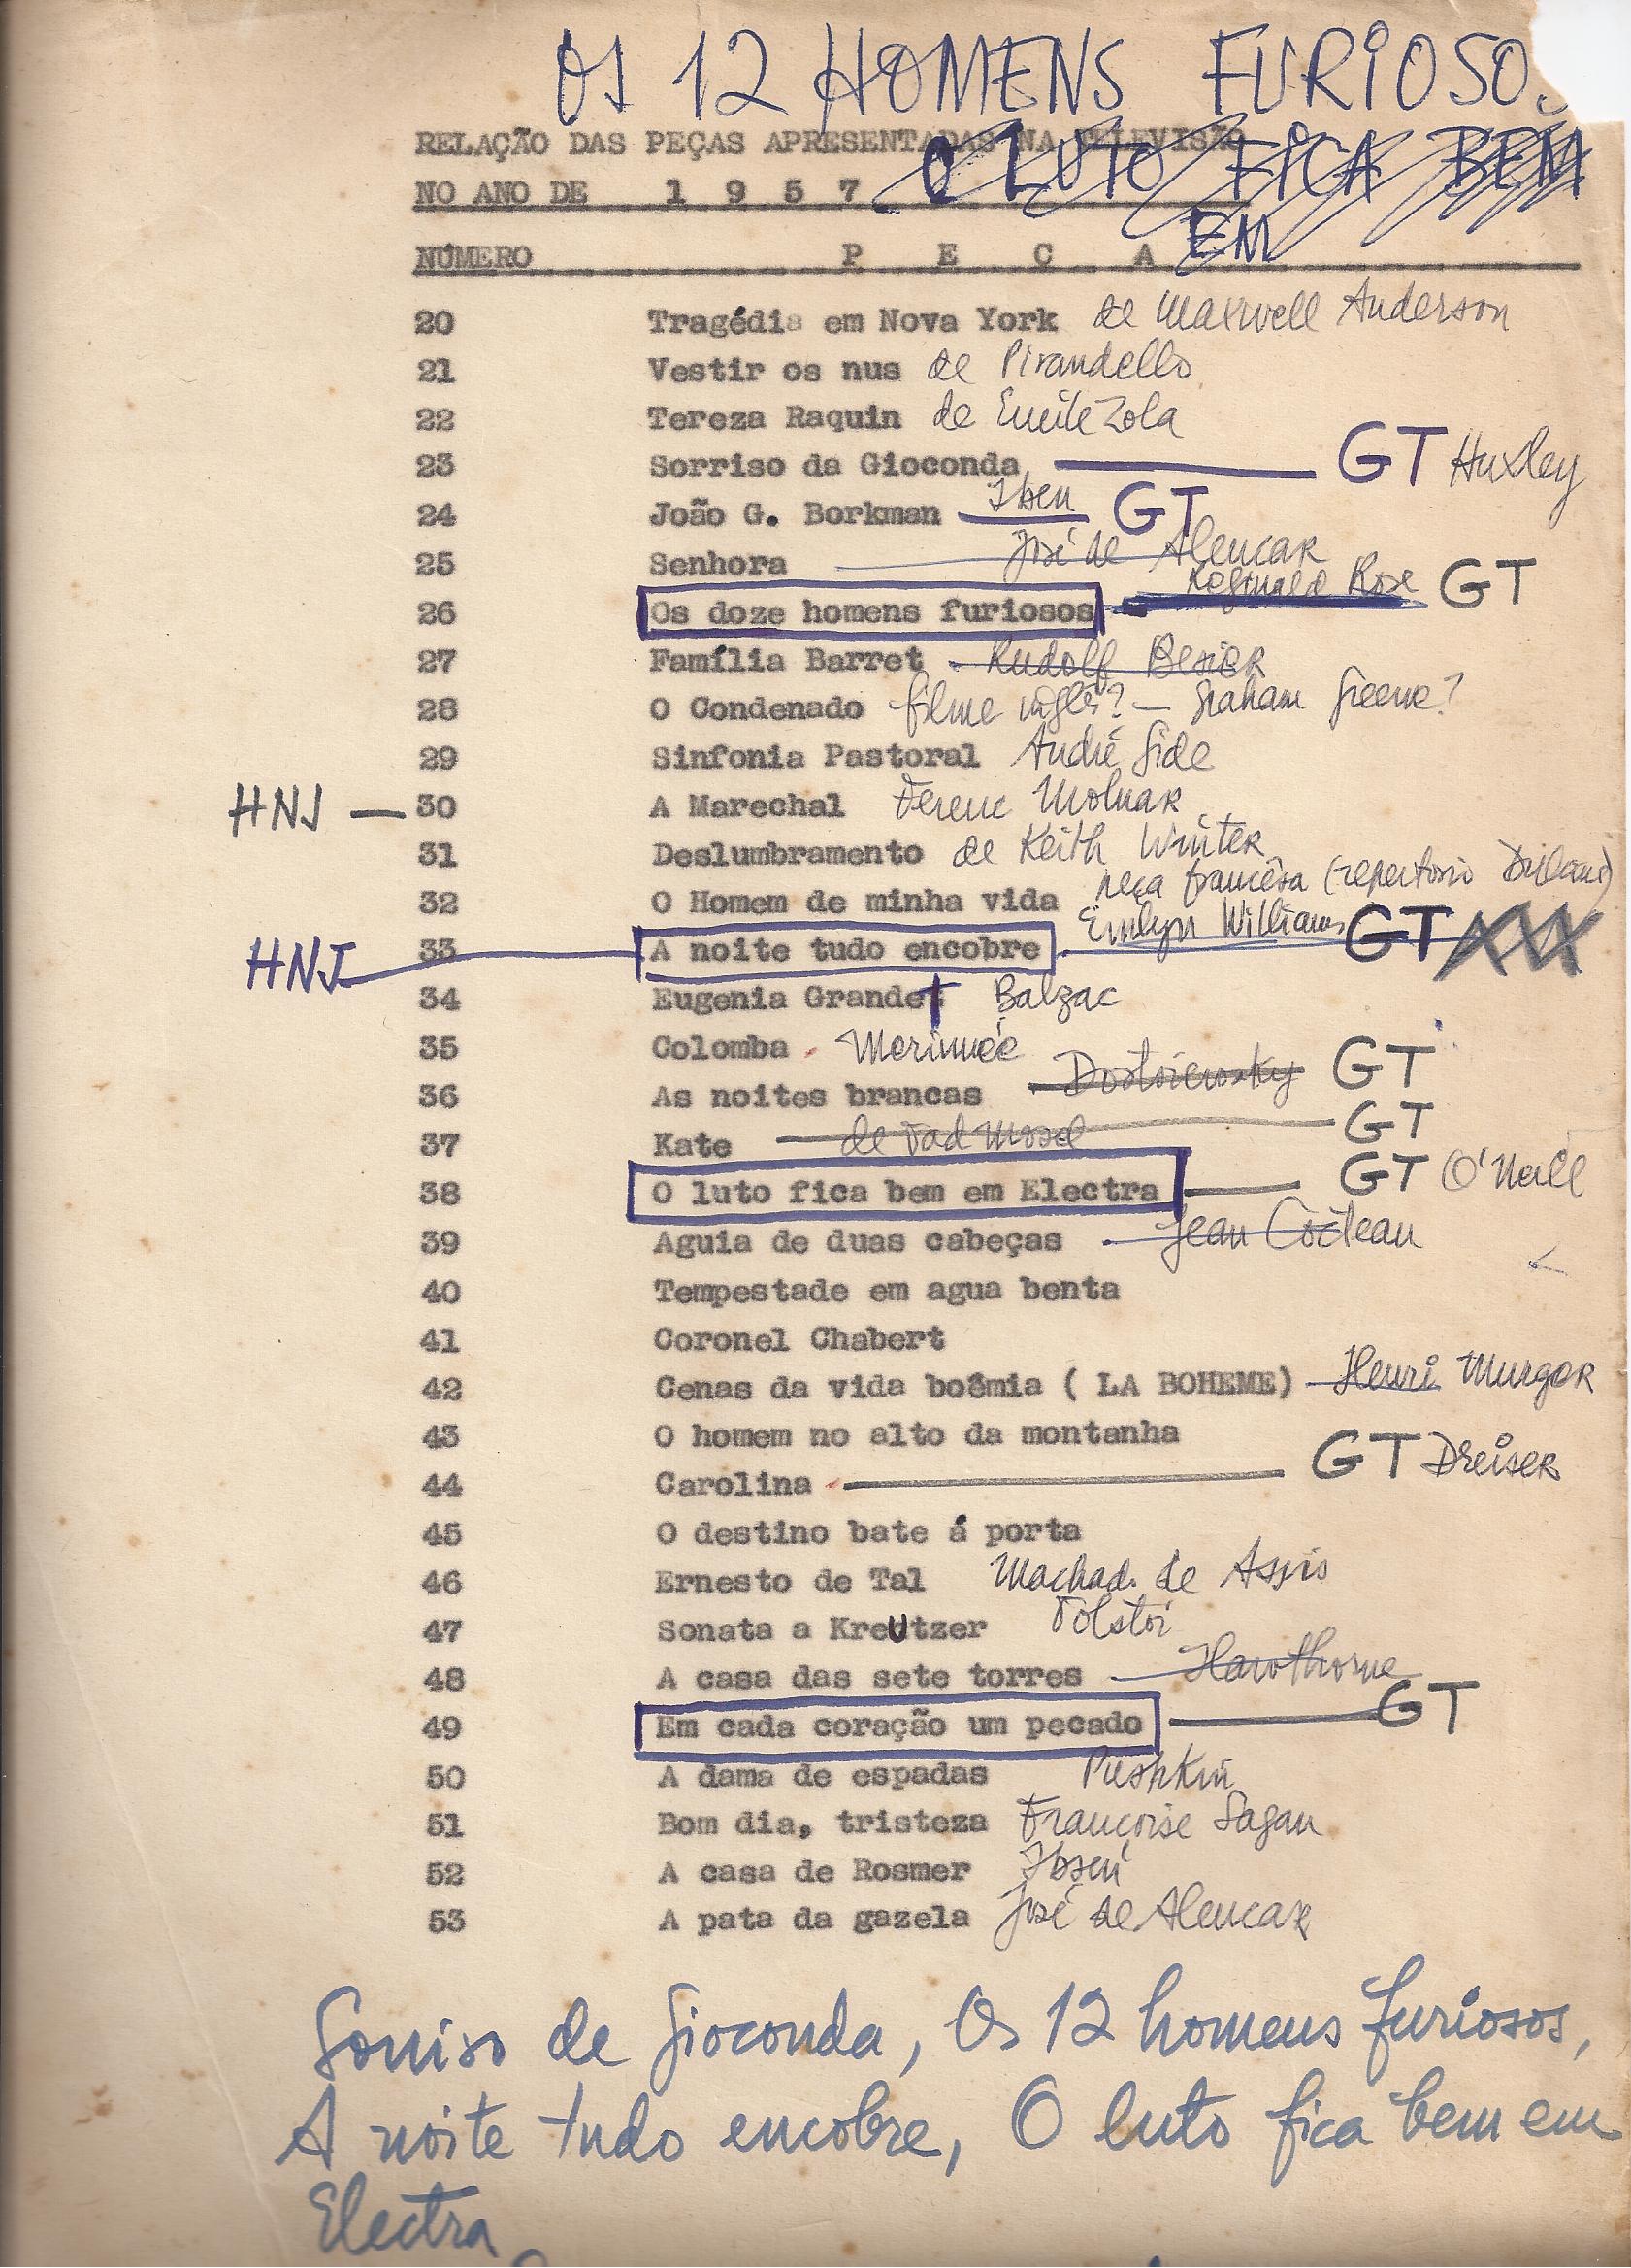 OS 12 HOMENS FURIOSOS
RELAÇÃO DAS PEÇAS APRESENTADAS NA TELEVISÃO
NO ANO DE 1 9 5 7 O LUTO FICA BEM
EM
NÚMERO P E C A
20 Tragédia em Nova York de Maxwell Anderson
21 Vestir os nus de Pirandello
22 Tereza Raquin de Emile Zola
23 Sorriso da Gioconda GT Huxley
24 João G. Borkman Ibsen GT
25 Senhora José de Alencar
26 Os doze homens furiosos Reginald Rose GT
27 Família Barret Rudolf Besier
28 O Condenado filme inglês? — Graham Greene?
29 Sinfonia Pastoral André Gide
HNJ — 30 A Marechal Ferenc Molnar
31 Deslumbramento de Keith Winter
32 O Homem de minha vida peça francêsa (repertorio
HNJ 33 A noite tudo encobre Emlyn Williams GT
34 Eugenia Grandet Balzac
35 Colomba Merimée
36 As noites brancas Dostoiewsky GT
37 Kate de Tad Mosel GT
38 O luto fica bem em Electra GT O'Neill
39 Aguia de duas cabeças Jean Cocteau
40 Tempestade em agua benta
41 Coronel Chabert
42 Cenas da vida boêmia ( LA BOHEME) Henri Murger
43 O homem no alto da montanha
44 Carolina GT Dreiser
45 O destino bate á porta
46 Ernesto de Tal Machado de Assis
47 Sonata a Kreutzer Tolstoi
48 A casa das sete torres Hawthorne
49 Em cada coração um pecado GT
50 A dama de espadas Pushkin
51 Bom dia, tristeza Françoise Sagan
52 A casa de Rosmer Ibsen
53 A pata da gazela José de Alencar
Sorriso de Gioconda, Os 12 homens furiosos,
A noite tudo encobre, O luto fica bem em
Electra